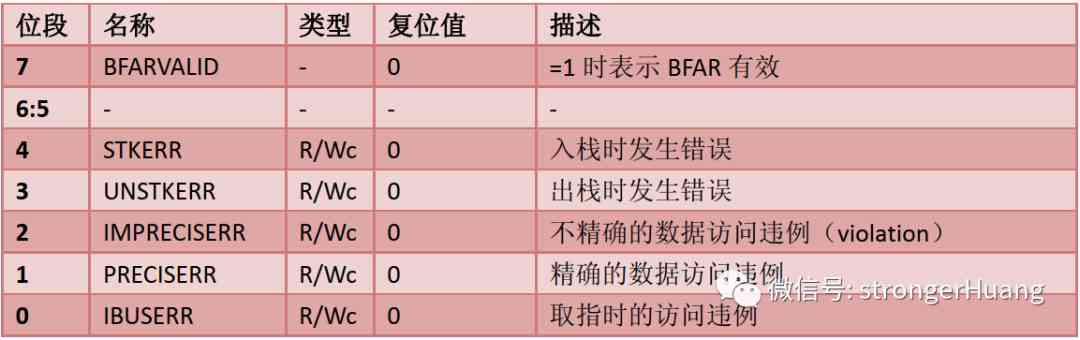 位段 名称 类型 复位值 描述
7 BFARVALID - 0 =1 时表示 BFAR 有效
6:5 - - - -
4 STKERR R/Wc 0 入栈时发生错误
3 UNSTKERR R/Wc 0 出栈时发生错误
2 IMPRECISERR R/Wc 0 不精确的数据访问违例（violation）
1 PRECISERR R/Wc 0 精确的数据访问违例
微信号: strongerHuang
0 IBUSERR R/Wc 0 取指时的访问违例